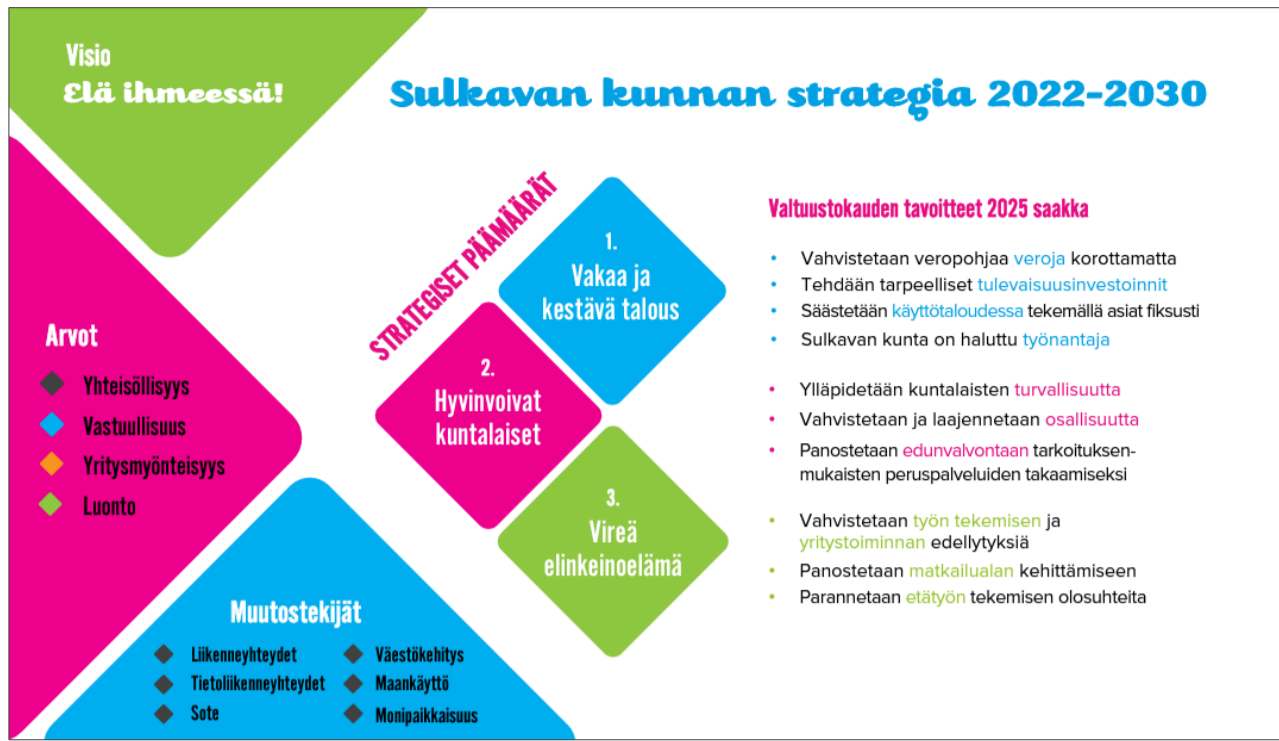 Visio
Elä ihmeessä!
Sulkavan kunnan strategia 2022-2030
Arvot
Yhteisöllisyys
Vastuullisuus
Yritysmyönteisyys
Luonto
Muutostekijät
Liikenneyhteydet
Tietoliikenneyhteydet
Sote
Väestökehitys
Maankäyttö
Monipaikkaisuus
STRATEGISET PÄÄMÄÄRÄT
1.
Vakaa ja
kestävä talous
2.
Hyvinvoivat
kuntalaiset
3.
Vireä
elinkeinoelämä
Valtuustokauden tavoitteet 2025 saakka
• Vahvistetaan veropohjaa veroja korottamatta
• Tehdään tarpeelliset tulevaisuusinvestoinnit
• Säästetään käyttötaloudessa tekemällä asiat fiksusti
• Sulkavan kunta on haluttu työnantaja
• Ylläpidetään kuntalaisten turvallisuutta
• Vahvistetaan ja laajennetaan osallisuutta
• Panostetaan edunvalvontaan tarkoituksen-
mukaisten peruspalveluiden takaamiseksi
• Vahvistetaan työn tekemisen ja
yritystoiminnan edellytyksiä
• Panostetaan matkailualan kehittämiseen
• Parannetaan etätyön tekemisen olosuhteita